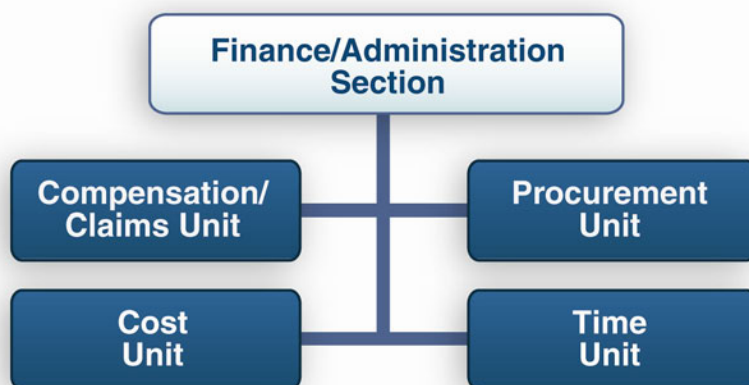 Finance/Administration
Section
Compensation/
Claims Unit
Procurement
Unit
Cost
Unit
Time
Unit